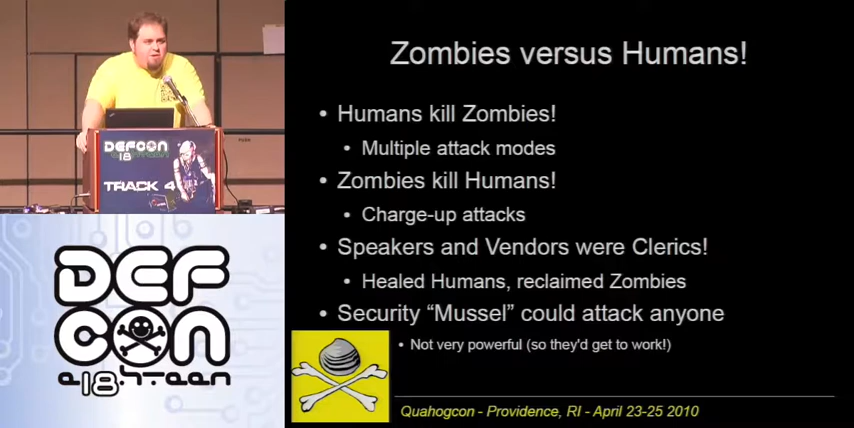 Zombies versus Humans!
• Humans kill Zombies!
• Multiple attack modes
• Zombies kill Humans!
• Charge-up attacks
• Speakers and Vendors were Clerics!
• Healed Humans, reclaimed Zombies
• Security “Mussel” could attack anyone
• Not very powerful (so they'd get to work!)
Quahogcon - Providence, RI - April 23-25 2010
DEFCON
18
TRACK 4
DEF
CON
e18hteen